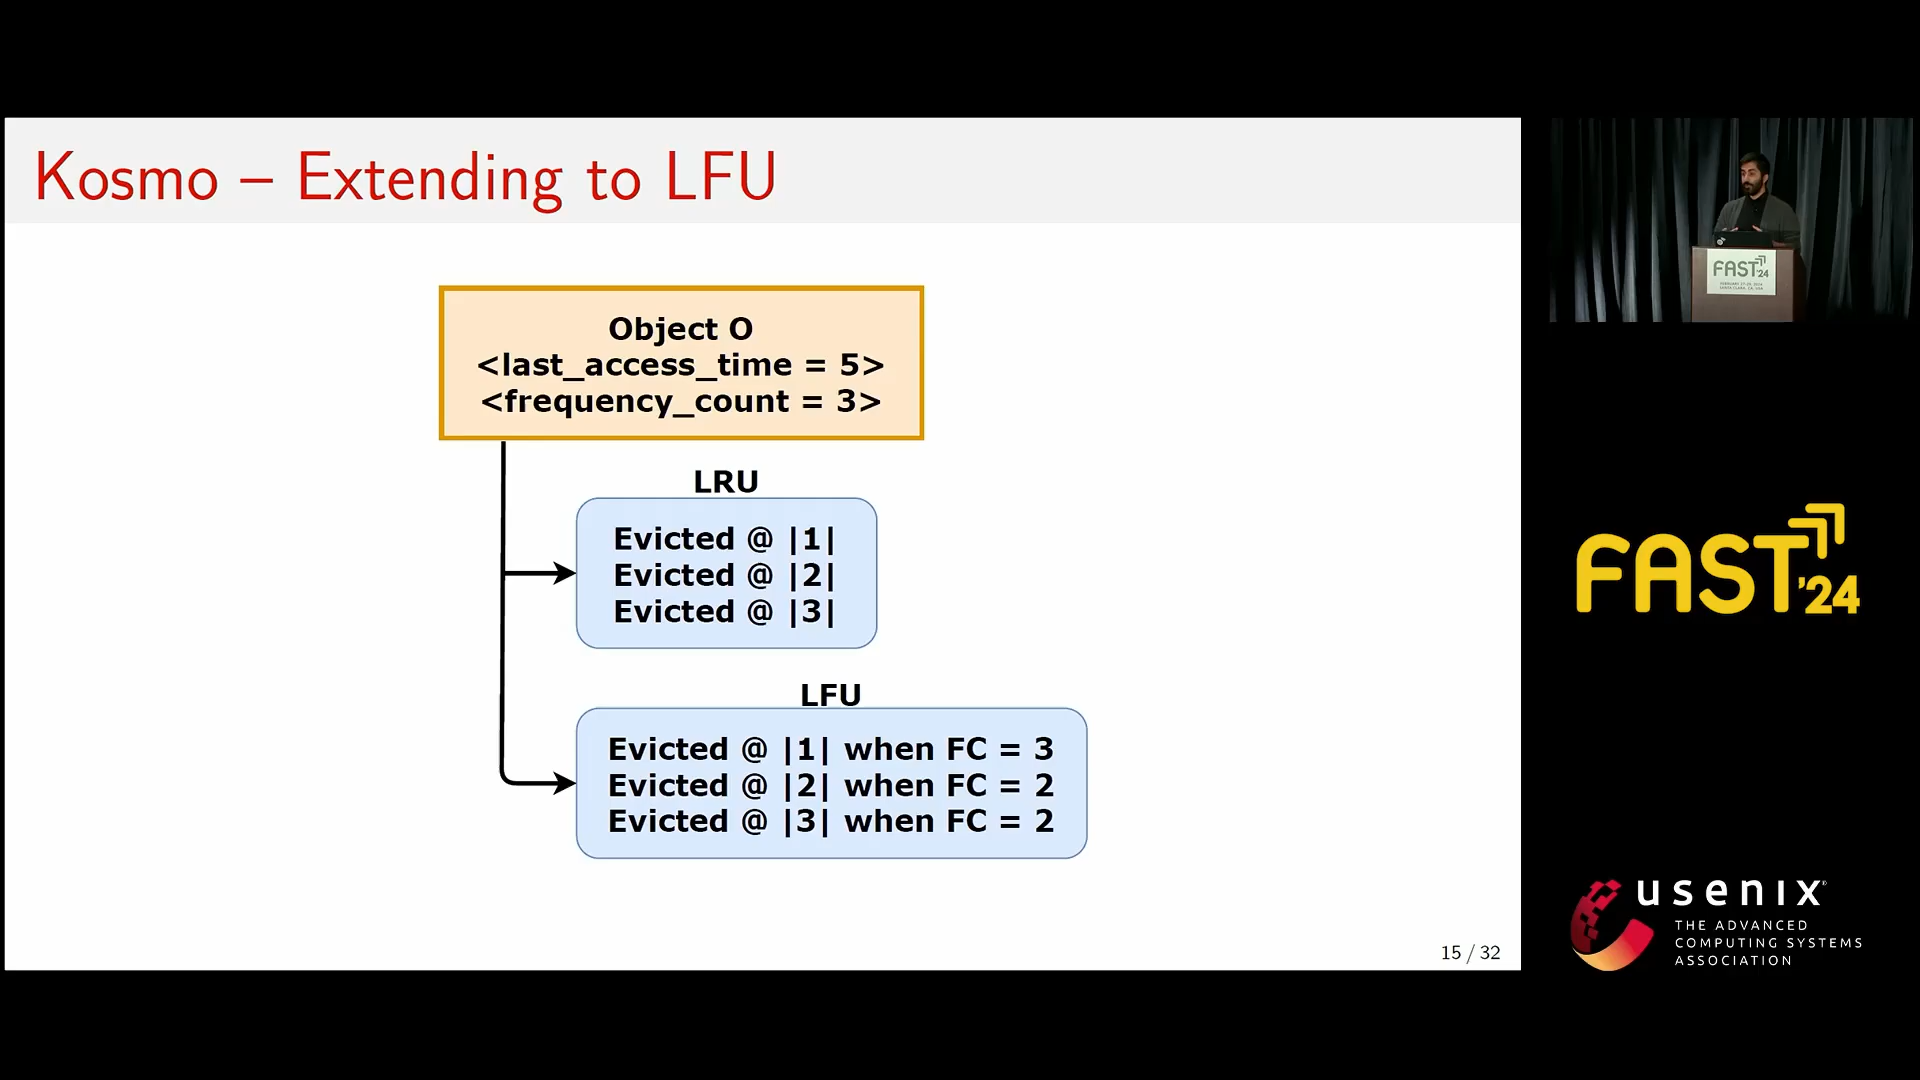 Kosmo – Extending to LFU
Object O
<last_access_time = 5>
<frequency_count = 3>
LRU
Evicted @ |1|
Evicted @ |2|
Evicted @ |3|
LFU
Evicted @ |1| when FC = 3
Evicted @ |2| when FC = 2
Evicted @ |3| when FC = 2
15 / 32
FAST '24
FAST '24
usenix
THE ADVANCED
COMPUTING SYSTEMS
ASSOCIATION